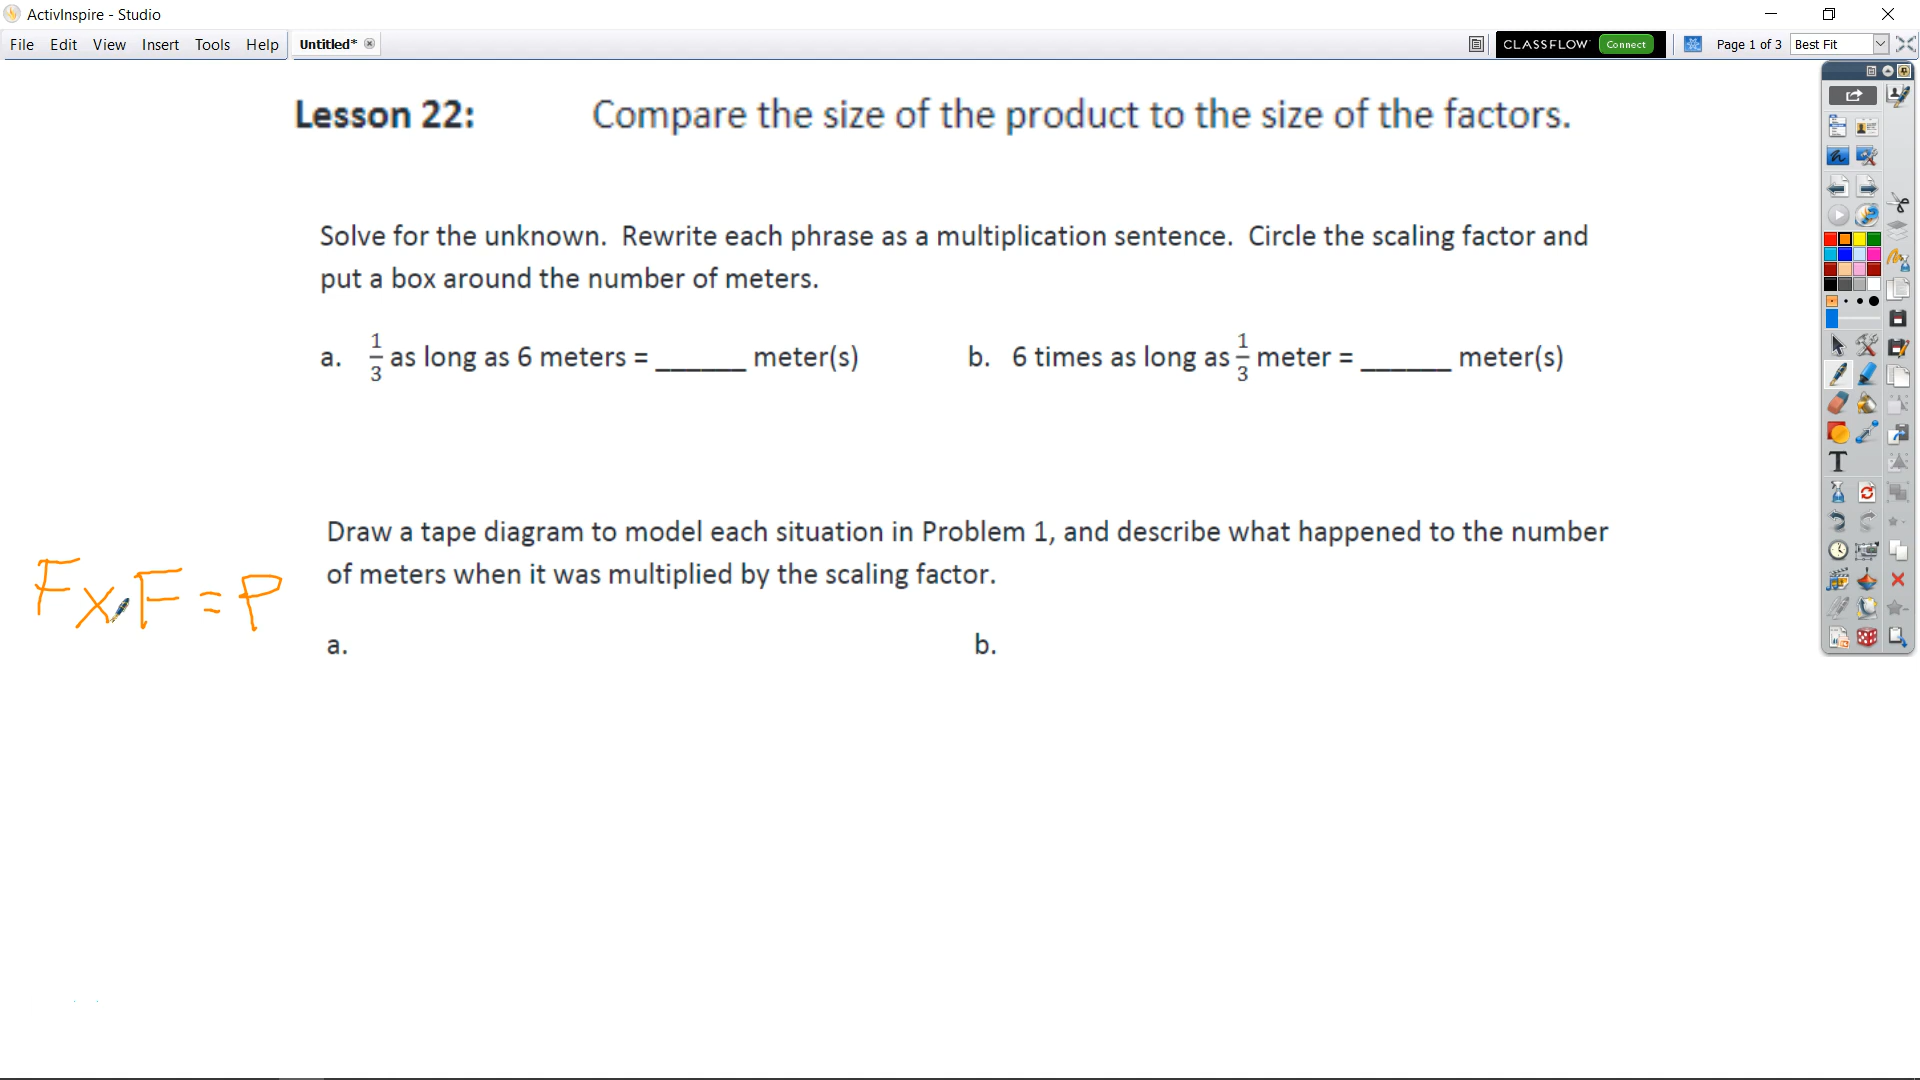 ActivInspire - Studio
File Edit View Insert Tools Help Untitled* CLASSFLOW Connect Page 1 of 3 Best Fit
Lesson 22: Compare the size of the product to the size of the factors.
Solve for the unknown. Rewrite each phrase as a multiplication sentence. Circle the scaling factor and
put a box around the number of meters.
a. 1/3 as long as 6 meters = ______ meter(s) b. 6 times as long as 1/3 meter = ______ meter(s)
Draw a tape diagram to model each situation in Problem 1, and describe what happened to the number
of meters when it was multiplied by the scaling factor.
F x F = P
a. b.